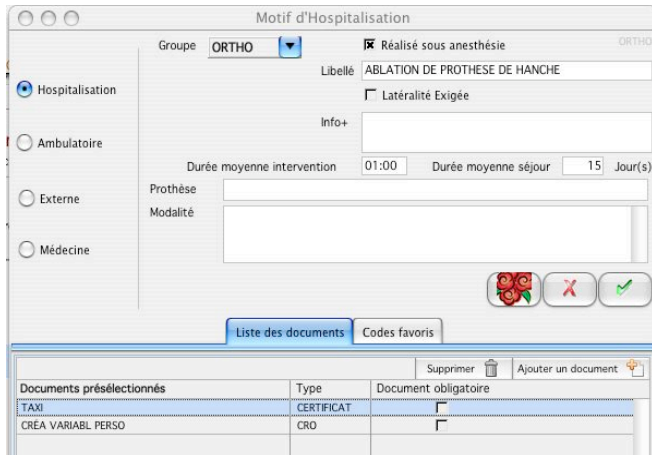 Motif d'Hospitalisation
Groupe ORTHO Réalisé sous anesthésie ORTHO
Libellé ABLATION DE PROTHESE DE HANCHE
Hospitalisation
Latéralité Exigée
Info+
Ambulatoire
Durée moyenne intervention 01:00 Durée moyenne séjour 15 Jour(s)
Prothèse
Externe
Modalité
Médecine
Liste des documents Codes favoris
Supprimer Ajouter un document
Documents présélectionnés Type Document obligatoire
TAXI CERTIFICAT
CRÉA VARIABL PERSO CRO